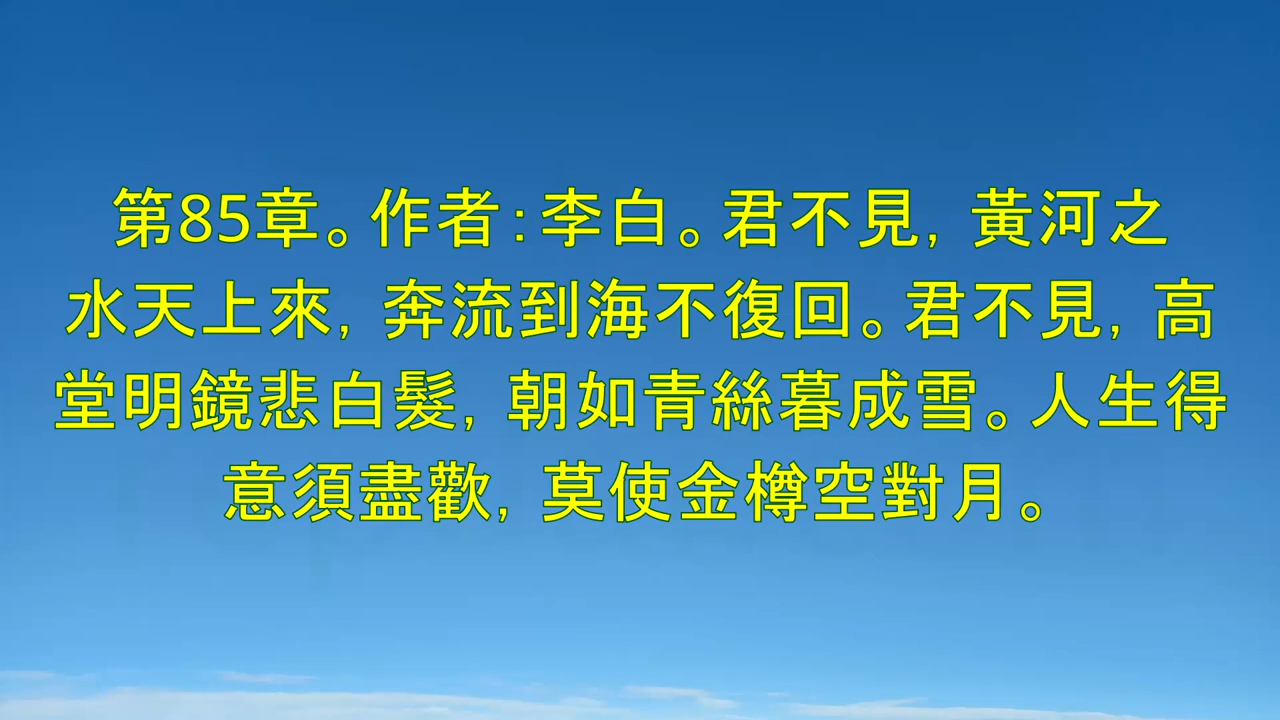 第85章。作者：李白。君不見，黃河之
水天上來，奔流到海不復回。君不見，高
堂明鏡悲白髮，朝如青絲暮成雪。人生得
意須盡歡，莫使金樽空對月。